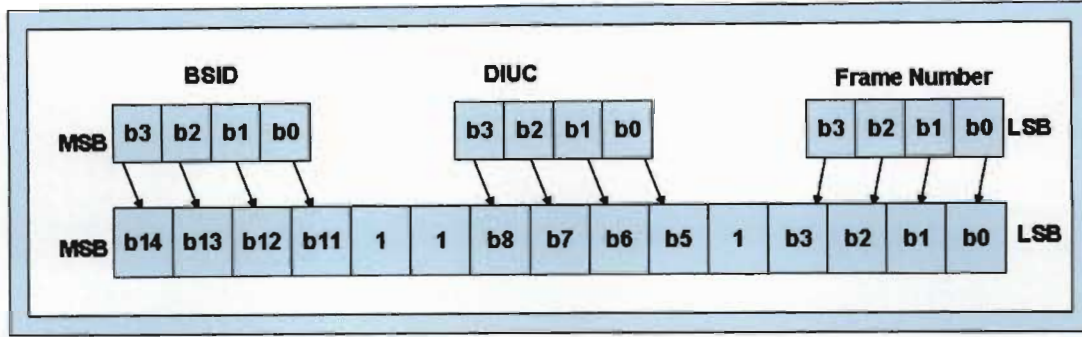 BSID DIUC Frame Number
MSB b3 b2 b1 b0 b3 b2 b1 b0 b3 b2 b1 b0 LSB
MSB b14 b13 b12 b11 1 1 b8 b7 b6 b5 1 b3 b2 b1 b0 LSB